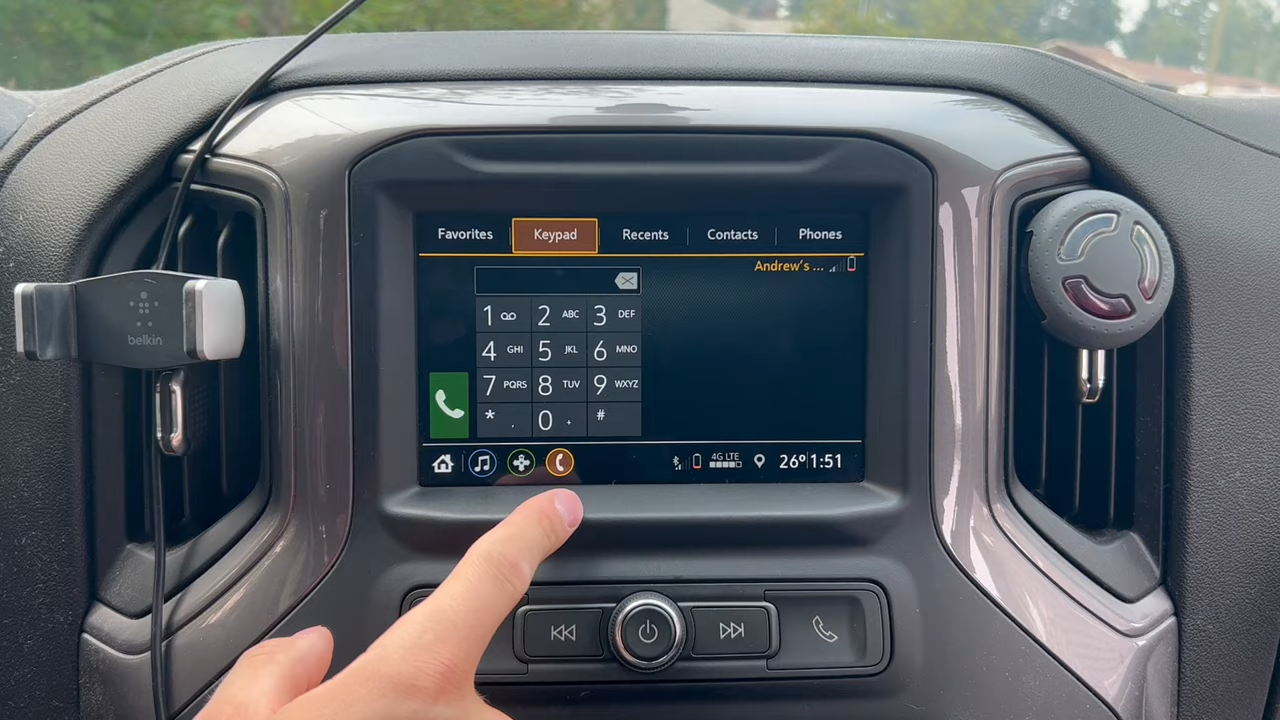 Favorites Keypad Recents Contacts Phones
Andrew's ...
1 2 ABC 3 DEF
4 GHI 5 JKL 6 MNO
7 PQRS 8 TUV 9 WXYZ
* . 0 + #
4G LTE
26° 1:51
belkin